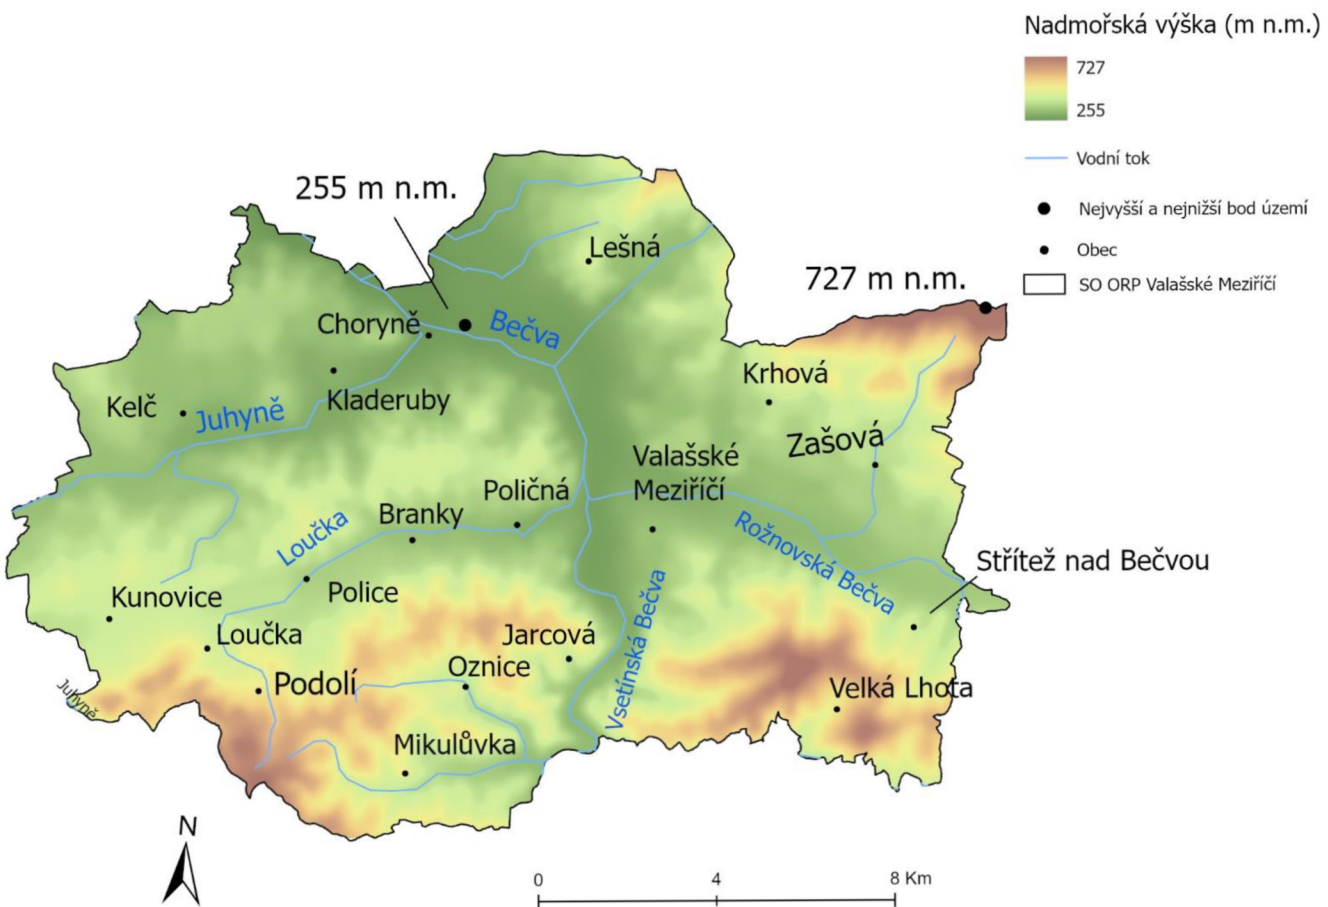 Nadmořská výška (m n.m.)
727
255
Vodní tok
Nejvyšší a nejnižší bod území
Obec
SO ORP Valašské Meziříčí
255 m n.m.
Lešná
727 m n.m.
Choryně
Bečva
Krhová
Kelč
Kladeruby
Juhyně
Zašová
Valašské
Meziříčí
Poličná
Branky
Loučka
Rožnovská Bečva
Střítež nad Bečvou
Kunovice
Police
Loučka
Jarcová
Vsetínská Bečva
Oznice
Podolí
Juhyně
Velká Lhota
Mikulůvka
N
0
4
8 Km